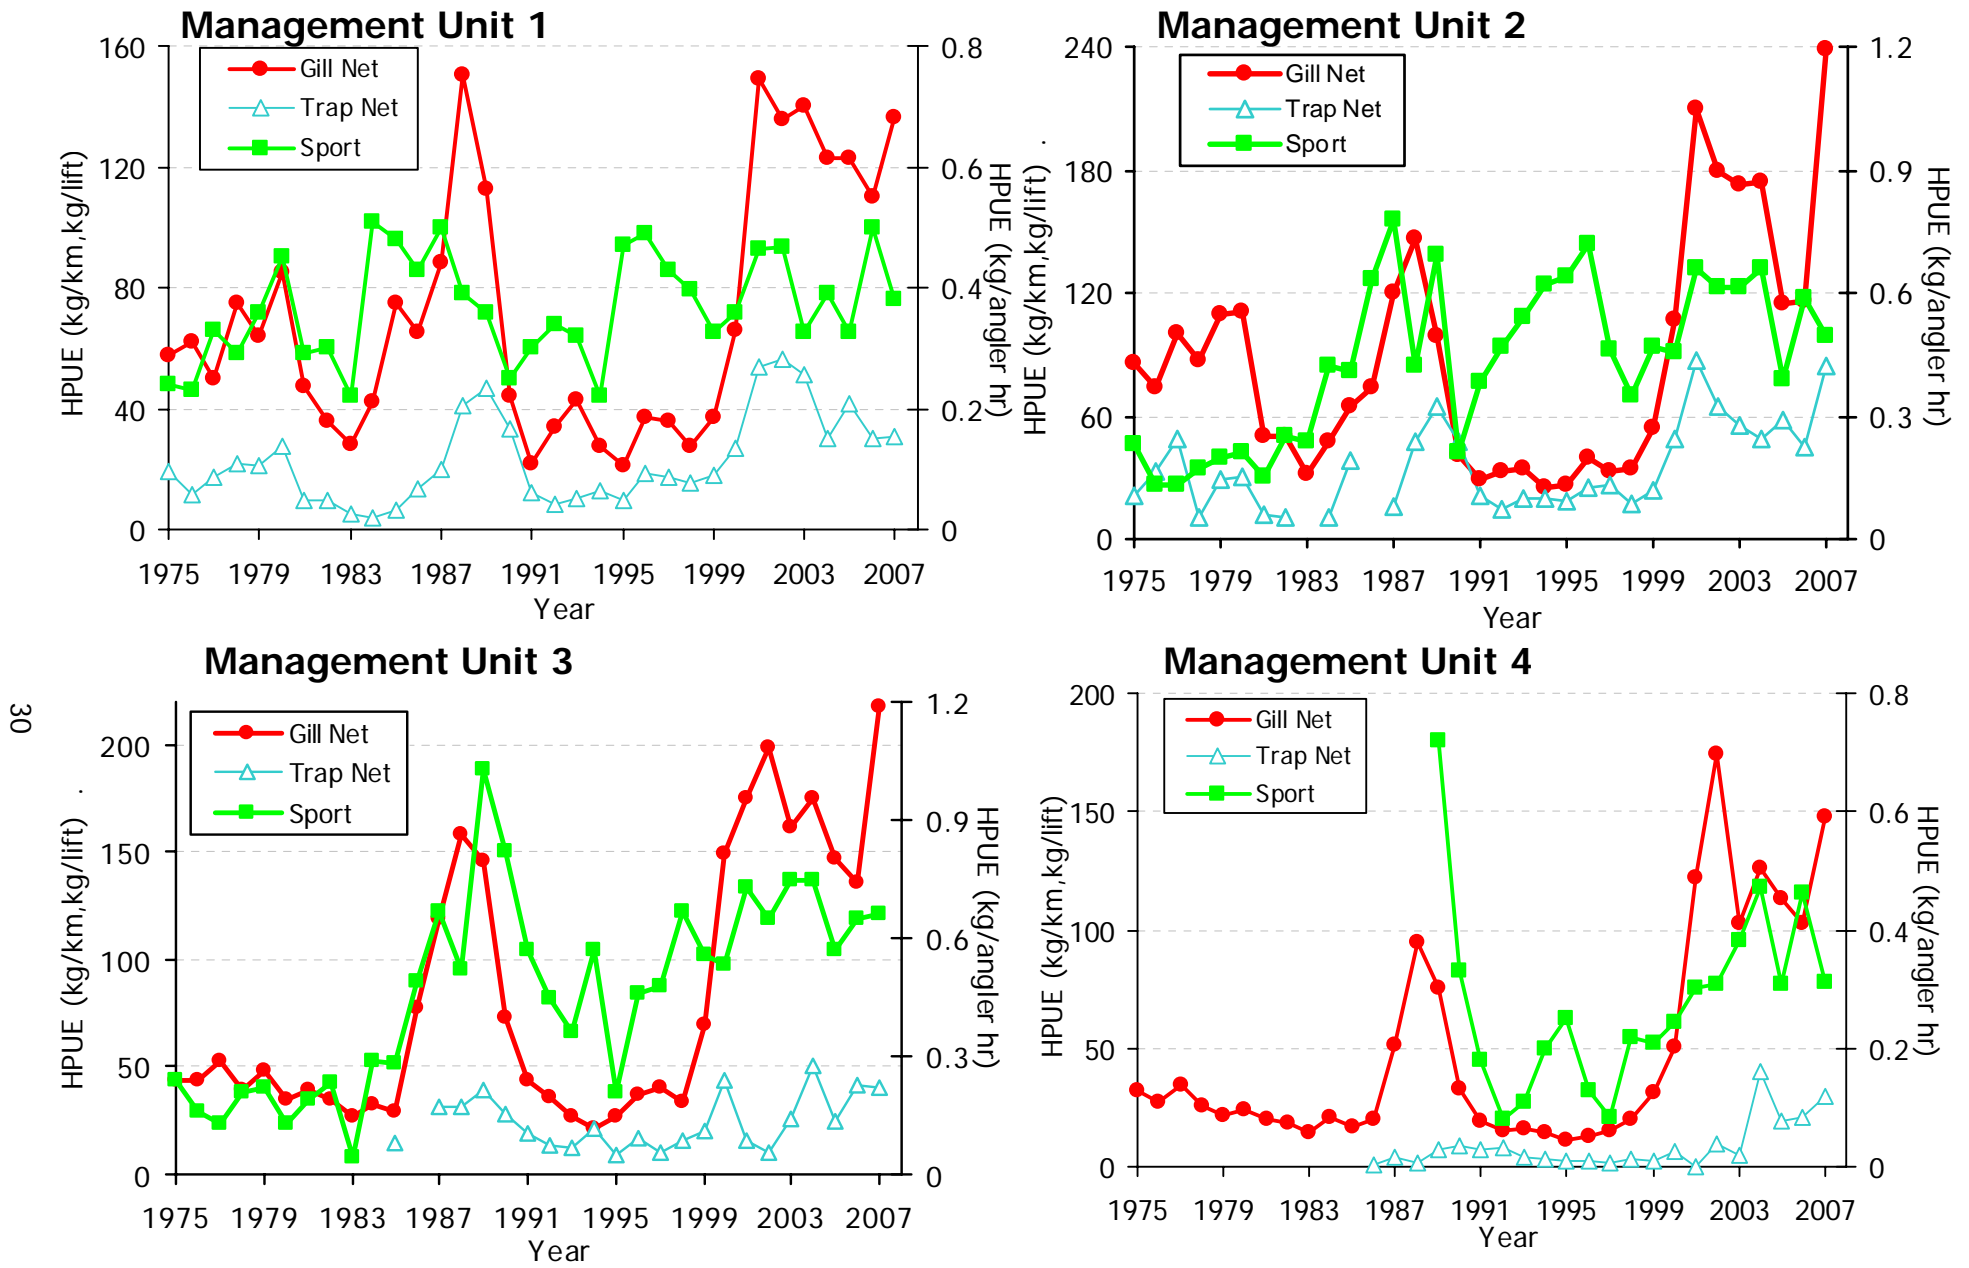 Management Unit 1
160
120
80
40
0
0.8
0.6
0.4
0.2
0
Gill Net
Trap Net
Sport
HPUE (kg/km,kg/lift)
HPUE (kg/angler hr)
1975 1979 1983 1987 1991 1995 1999 2003 2007
Year
Management Unit 2
240
180
120
60
0
1.2
0.9
0.6
0.3
0
Gill Net
Trap Net
Sport
HPUE (kg/km,kg/lift) .
HPUE (kg/angler hr)
1975 1979 1983 1987 1991 1995 1999 2003 2007
Year
30
Management Unit 3
200
150
100
50
0
1.2
0.9
0.6
0.3
0
Gill Net
Trap Net
Sport
HPUE (kg/km,kg/lift) .
HPUE (kg/angler hr)
1975 1979 1983 1987 1991 1995 1999 2003 2007
Year
Management Unit 4
200
150
100
50
0
0.8
0.6
0.4
0.2
0
Gill Net
Trap Net
Sport
HPUE (kg/km,kg/lift)
HPUE (kg/angler hr)
1975 1979 1983 1987 1991 1995 1999 2003 2007
Year